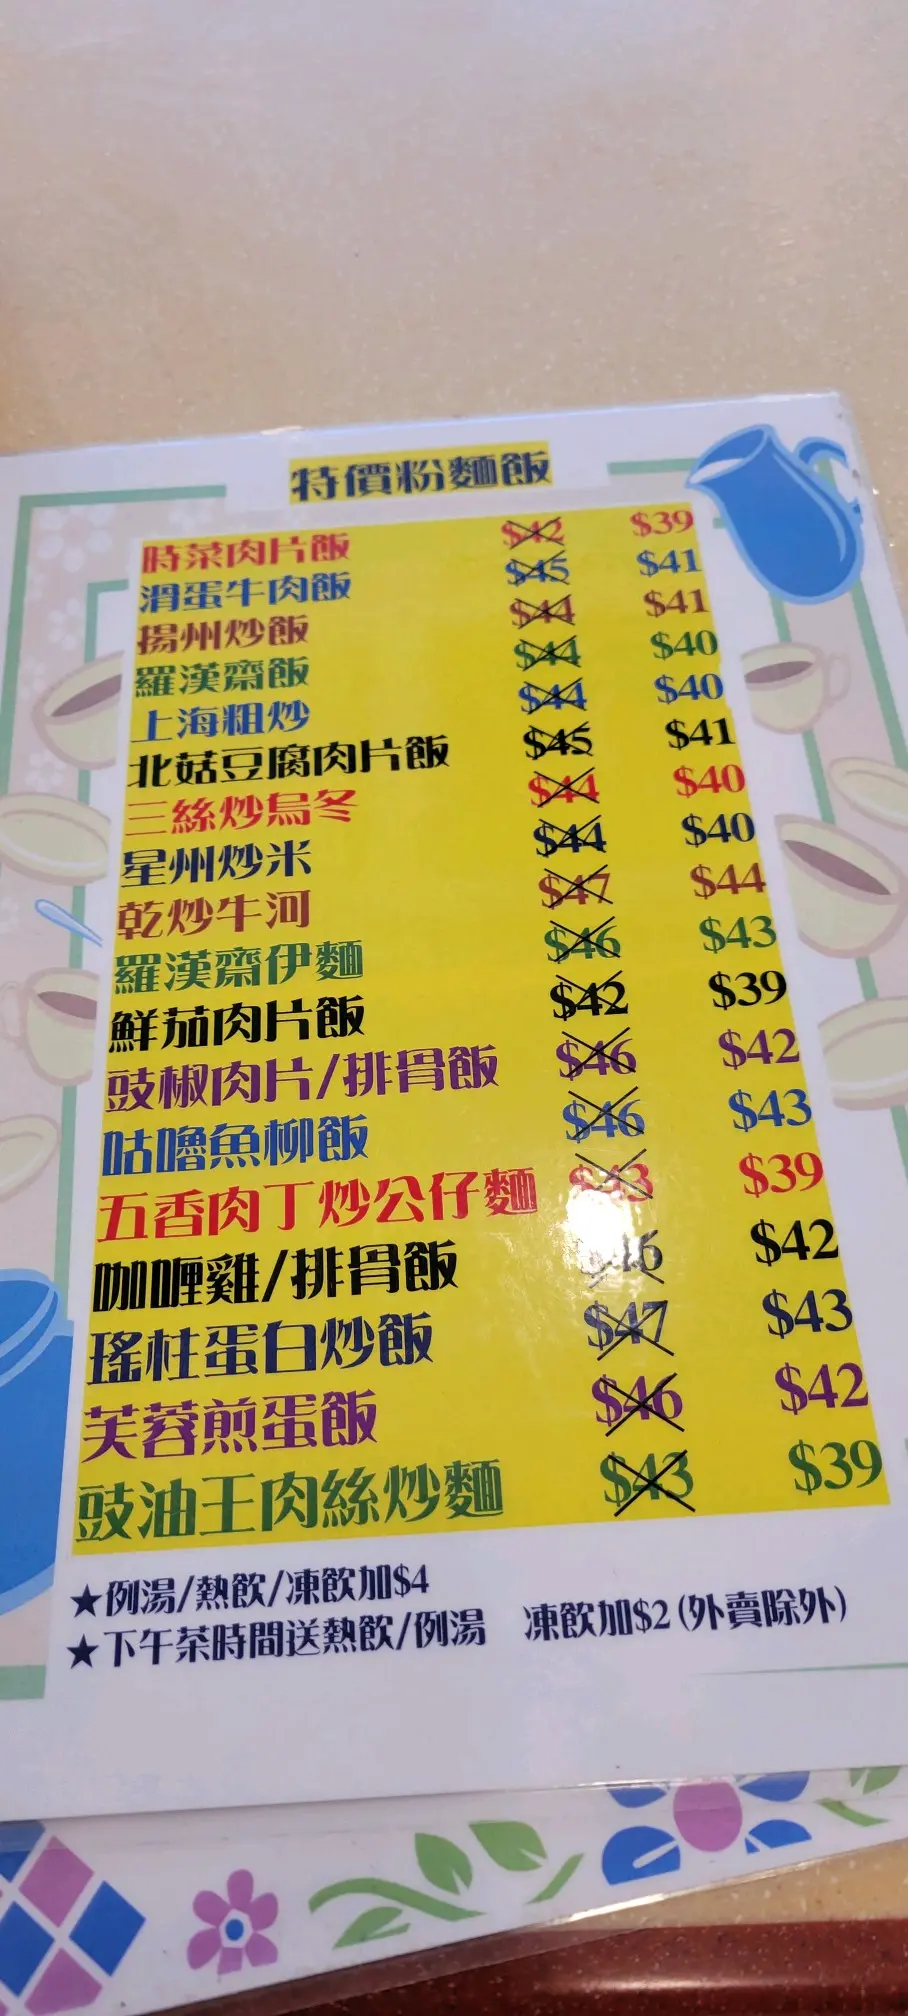 特價粉麵飯
時菜肉片飯 $42 $39
滑蛋牛肉飯 $45 $41
揚州炒飯 $44 $41
羅漢齋飯 $44 $40
上海粗炒 $44 $40
北菇豆腐肉片飯 $45 $41
三絲炒烏冬 $44 $40
星州炒米 $44 $40
乾炒牛河 $47 $44
羅漢齋伊麵 $46 $43
鮮茄肉片飯 $42 $39
豉椒肉片/排骨飯 $46 $42
咕嚕魚柳飯 $46 $43
五香肉丁炒公仔麵 $43 $39
咖喱雞/排骨飯 $46 $42
瑤柱蛋白炒飯 $47 $43
芙蓉煎蛋飯 $46 $42
豉油王肉絲炒麵 $43 $39
★例湯/熱飲/凍飲加$4
★下午茶時間送熱飲/例湯 凍飲加$2(外賣除外)